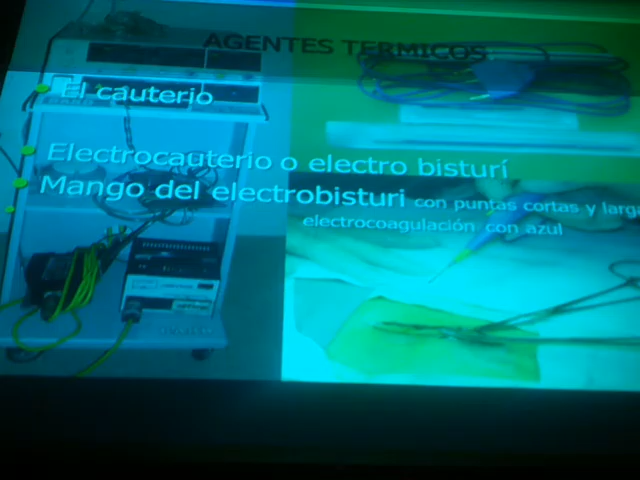 AGENTES TERMICOS
El cauterio
Electrocauterio o electro bisturí
Mango del electrobisturi con puntas cortas y larg
electrocoagulación con azul